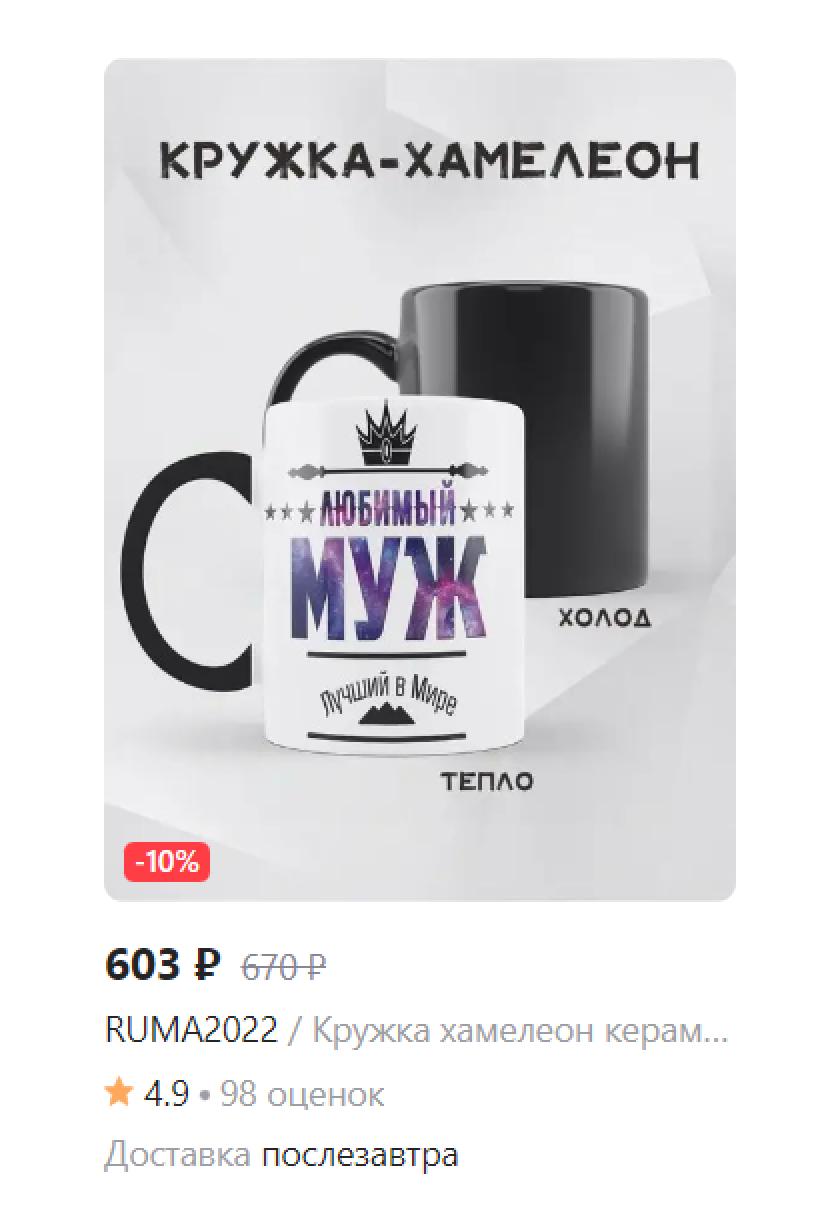 КРУЖКА-ХАМЕЛЕОН
ЛЮБИМЫЙ
МУЖ
Лучший в Мире
ХОЛОД
ТЕПЛО
-10%
603 ₽ 670 ₽
RUMA2022 / Кружка хамелеон керам...
4.9 • 98 оценок
Доставка послезавтра